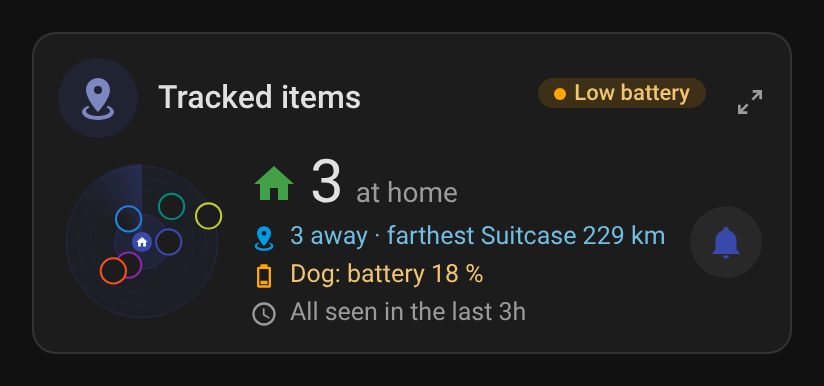 Tracked items
Low battery
3 at home
3 away · farthest Suitcase 229 km
Dog: battery 18 %
All seen in the last 3h